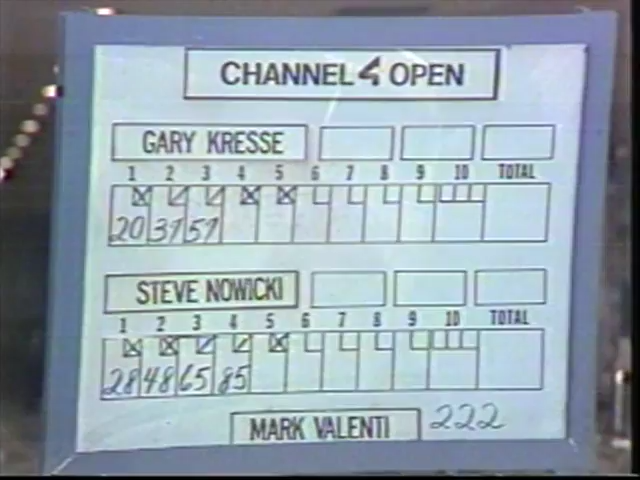 CHANNEL 4 OPEN
GARY KRESSE
1 2 3 4 5 6 7 8 9 10 TOTAL
20 37 57
STEVE NOWICKI
1 2 3 4 5 6 7 8 9 10 TOTAL
28 48 65 85
MARK VALENTI 222